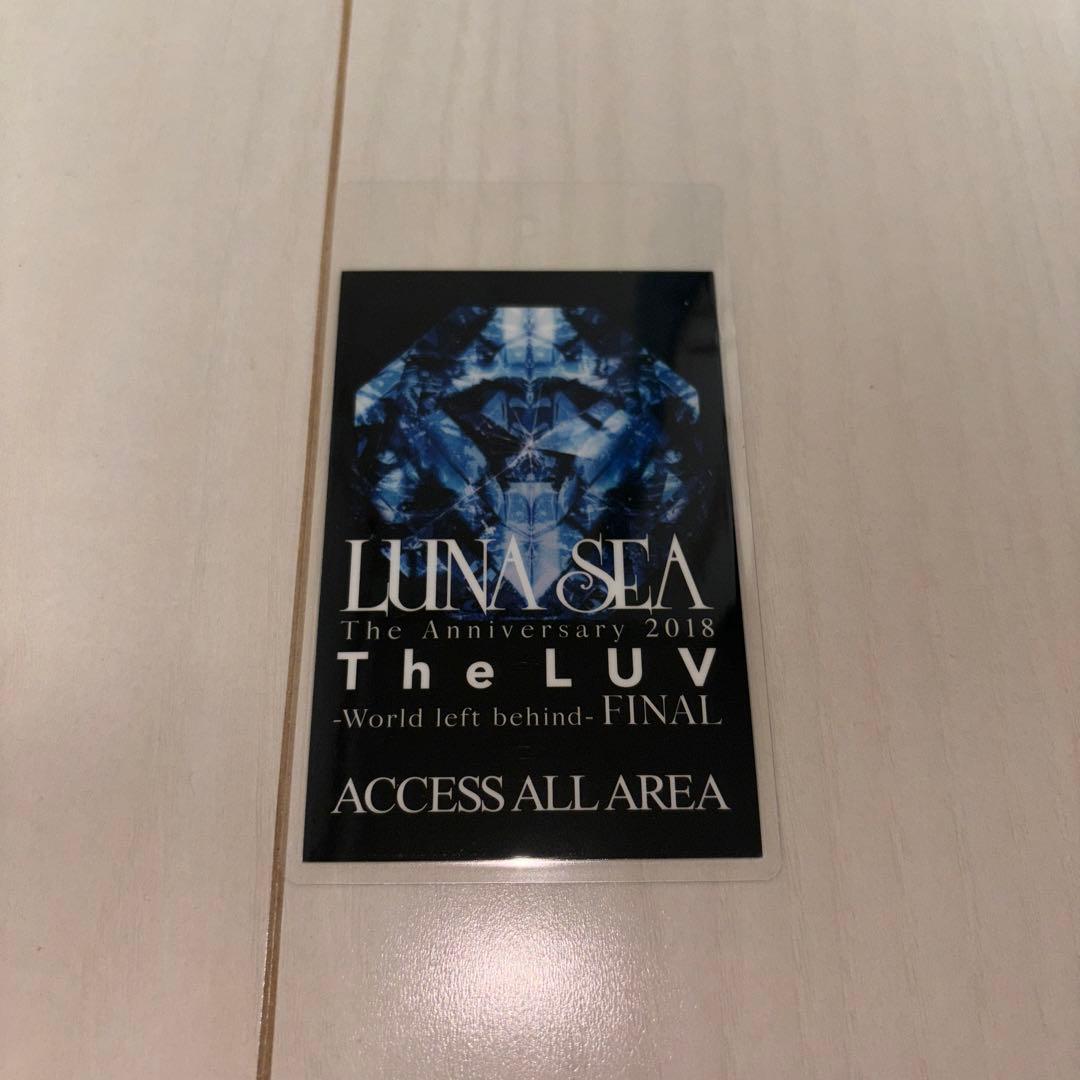 LUNA SEA
The Anniversary 2018
The LUV
-World left behind- FINAL
ACCESS ALL AREA